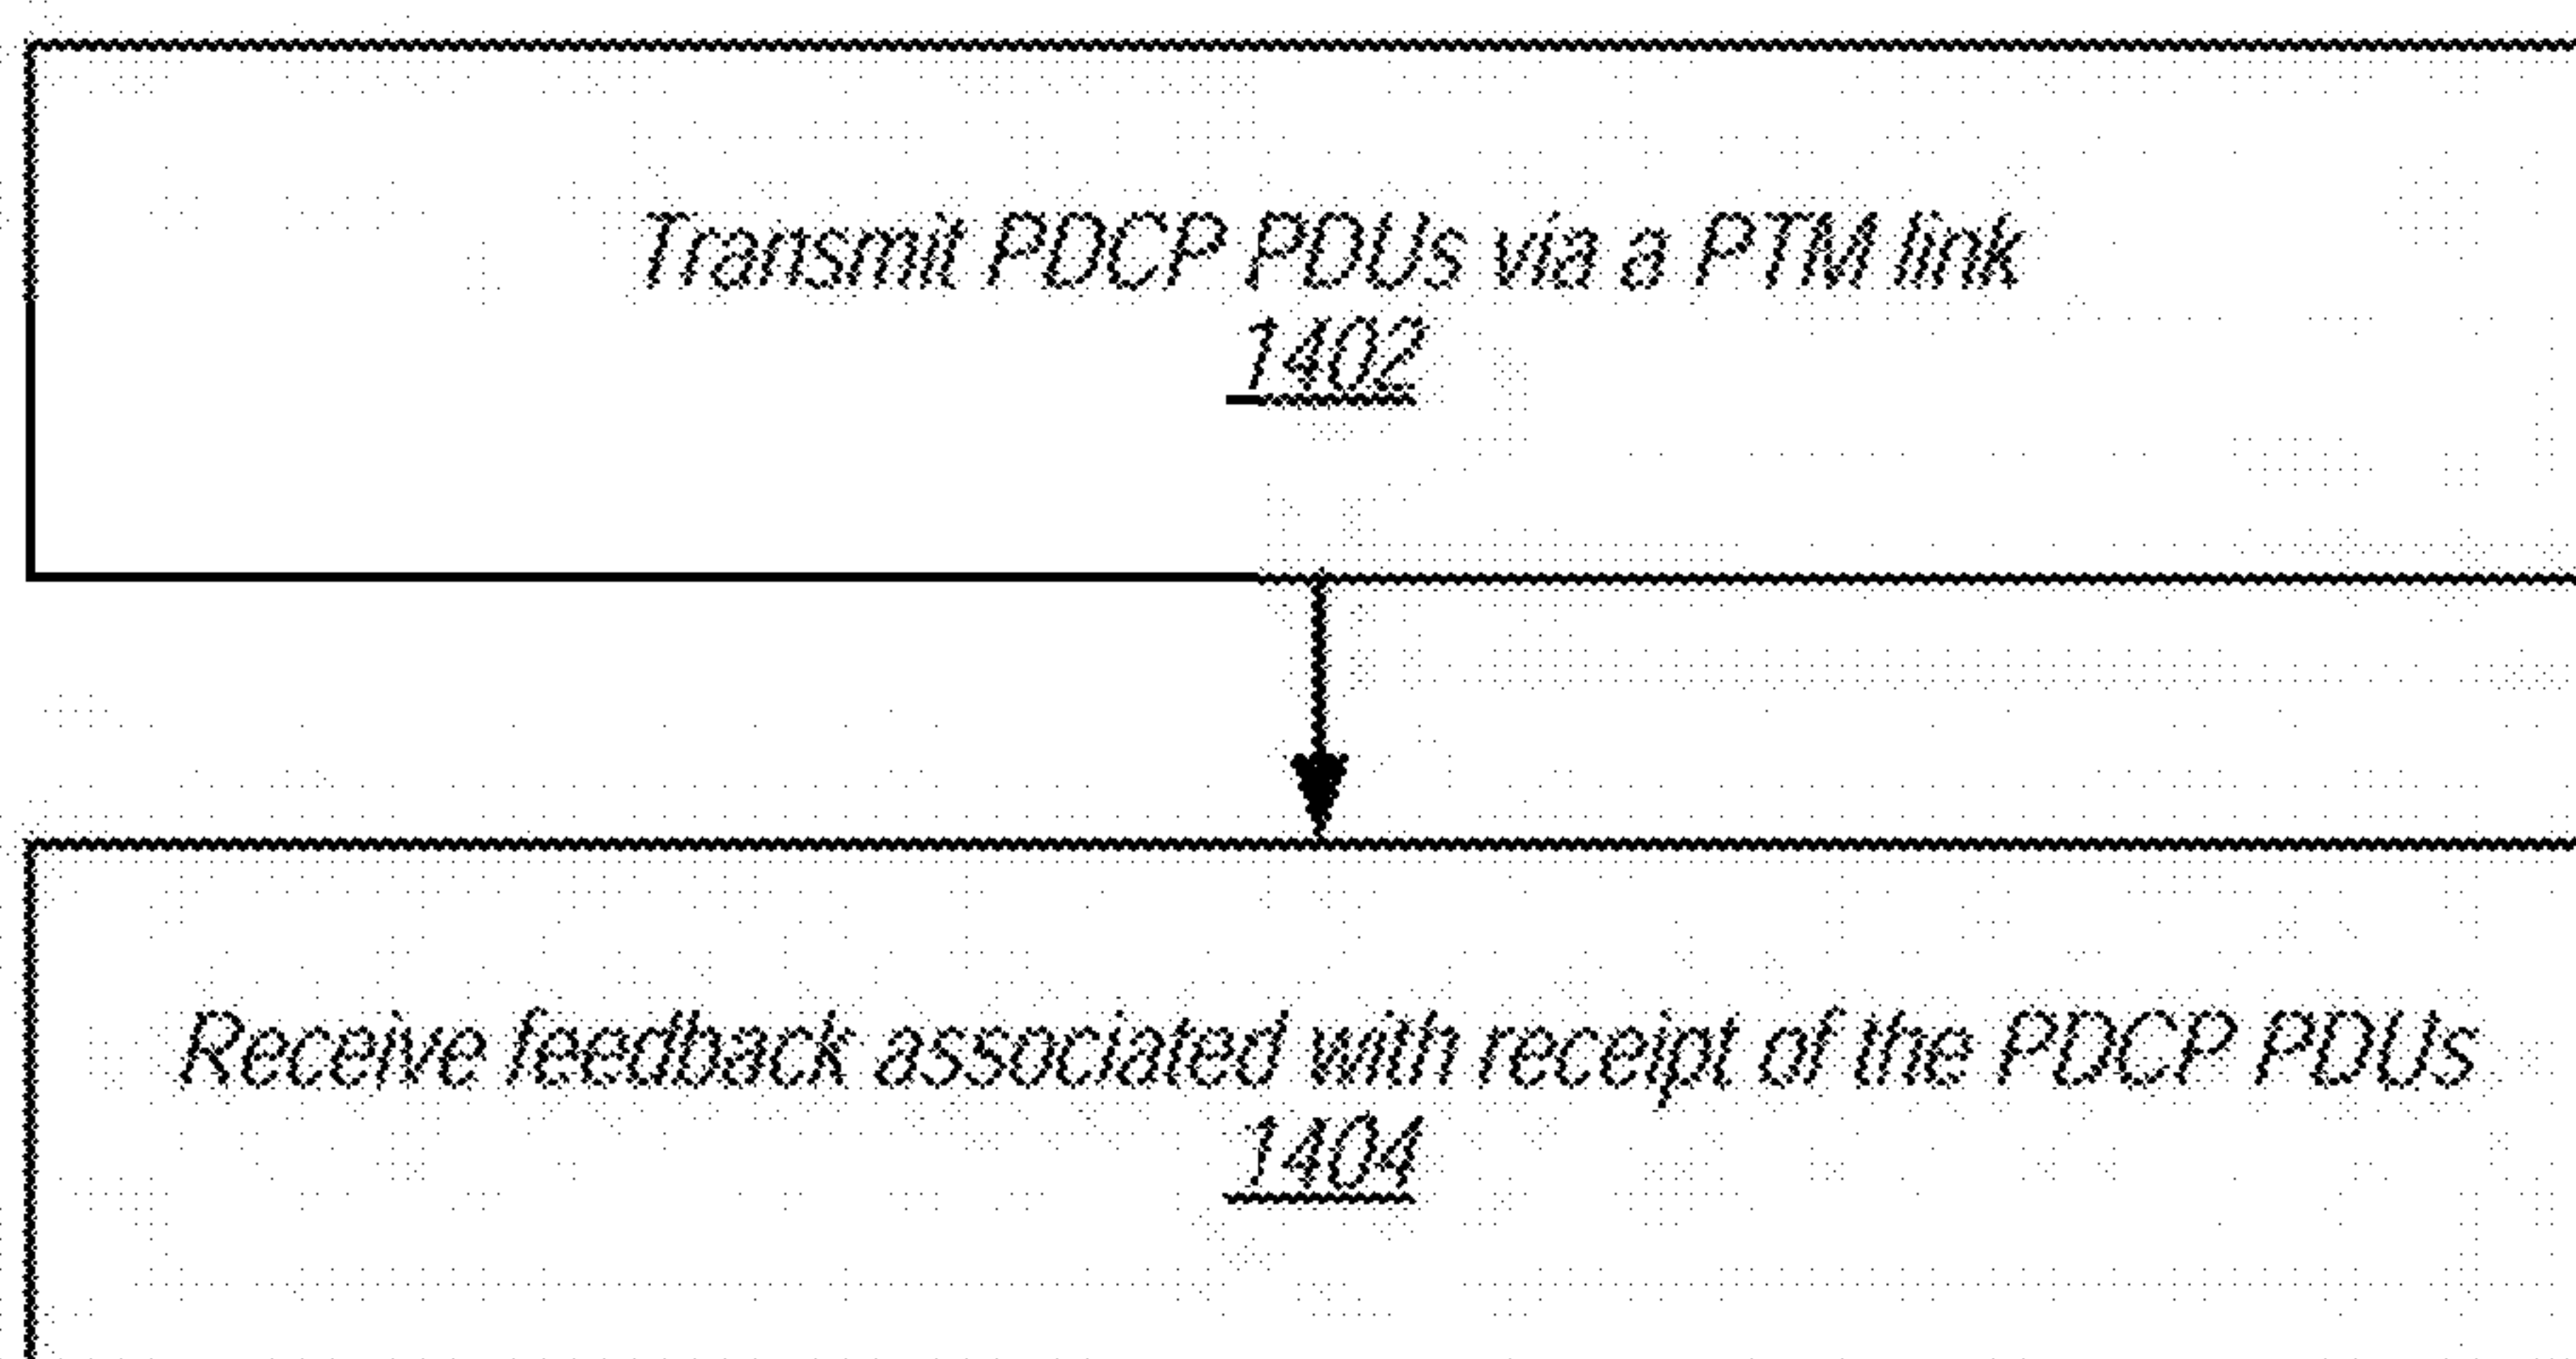 Transmit PDCP PDUs via a PTM link
1402
Receive feedback associated with receipt of the PDCP PDUs
1404